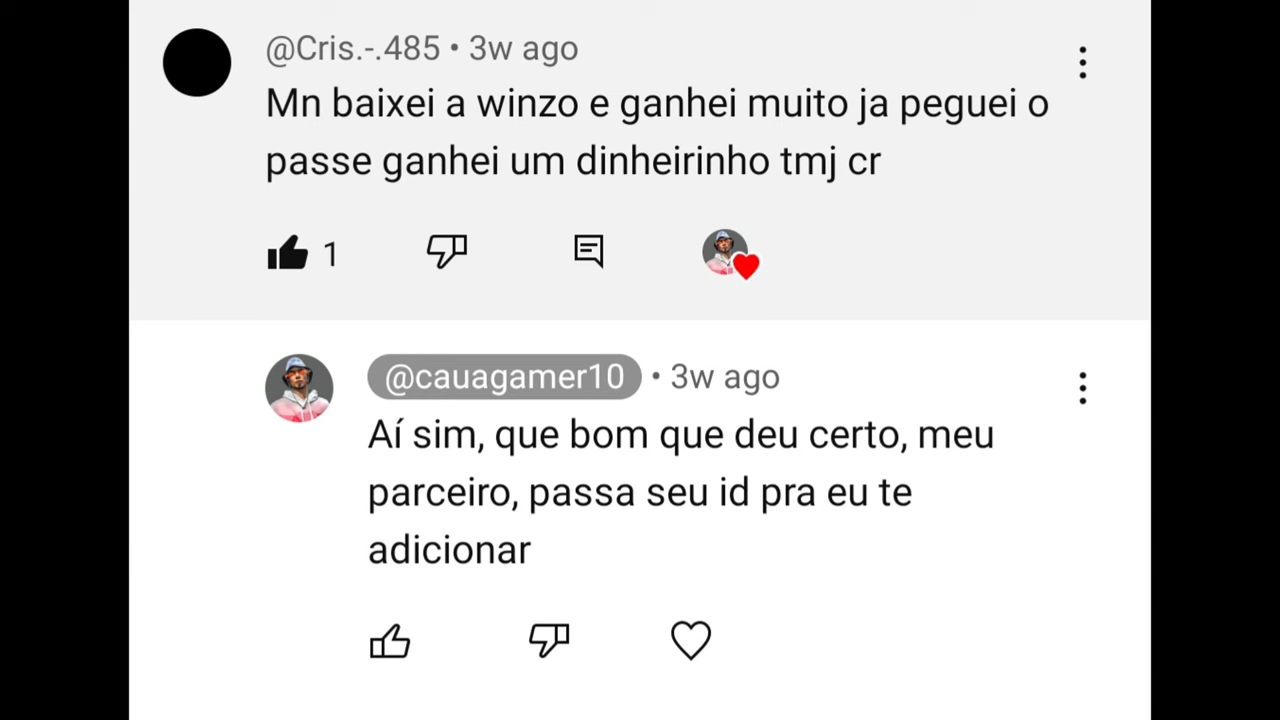 @Cris.-.485 • 3w ago
Mn baixei a winzo e ganhei muito ja peguei o
passe ganhei um dinheirinho tmj cr
1
@cauagamer10 • 3w ago
Aí sim, que bom que deu certo, meu
parceiro, passa seu id pra eu te
adicionar